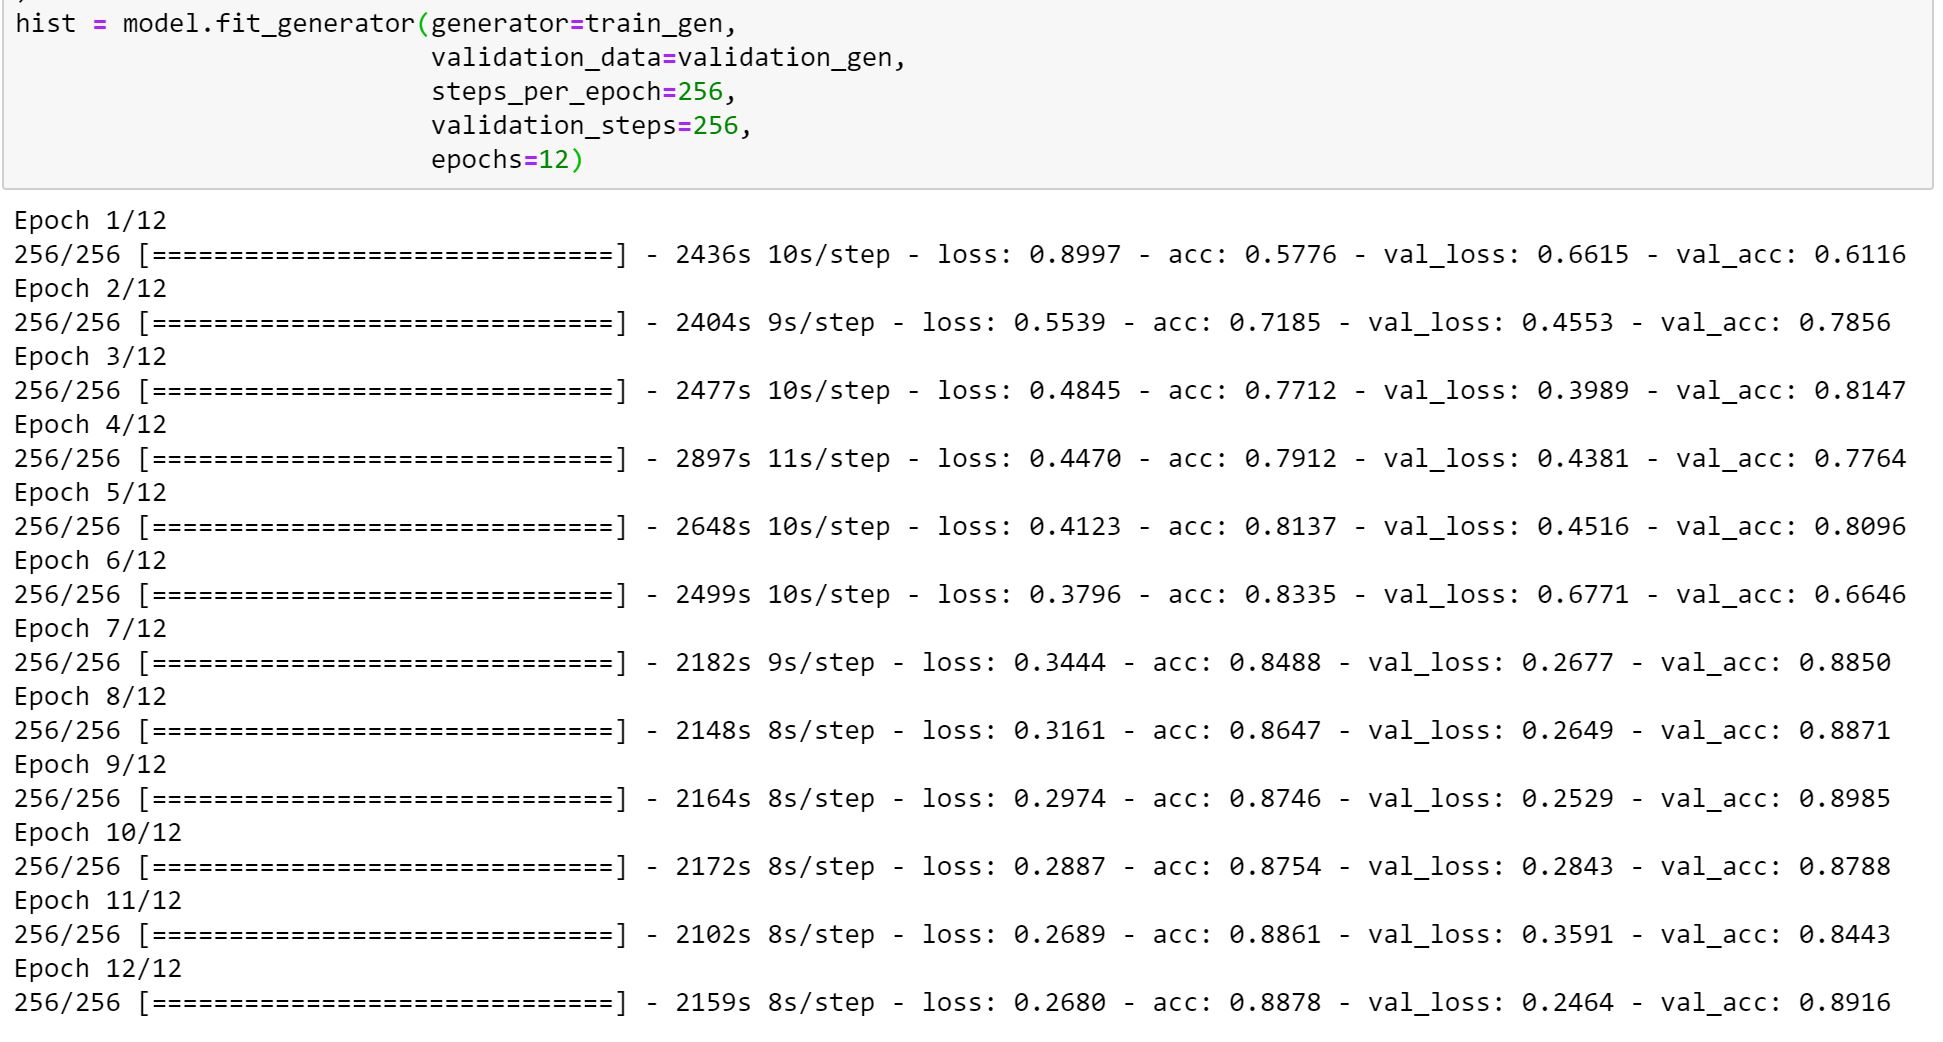 hist = model.fit_generator(generator=train_gen,
                           validation_data=validation_gen,
                           steps_per_epoch=256,
                           validation_steps=256,
                           epochs=12)
Epoch 1/12
256/256 [==============================] - 2436s 10s/step - loss: 0.8997 - acc: 0.5776 - val_loss: 0.6615 - val_acc: 0.6116
Epoch 2/12
256/256 [==============================] - 2404s 9s/step - loss: 0.5539 - acc: 0.7185 - val_loss: 0.4553 - val_acc: 0.7856
Epoch 3/12
256/256 [==============================] - 2477s 10s/step - loss: 0.4845 - acc: 0.7712 - val_loss: 0.3989 - val_acc: 0.8147
Epoch 4/12
256/256 [==============================] - 2897s 11s/step - loss: 0.4470 - acc: 0.7912 - val_loss: 0.4381 - val_acc: 0.7764
Epoch 5/12
256/256 [==============================] - 2648s 10s/step - loss: 0.4123 - acc: 0.8137 - val_loss: 0.4516 - val_acc: 0.8096
Epoch 6/12
256/256 [==============================] - 2499s 10s/step - loss: 0.3796 - acc: 0.8335 - val_loss: 0.6771 - val_acc: 0.6646
Epoch 7/12
256/256 [==============================] - 2182s 9s/step - loss: 0.3444 - acc: 0.8488 - val_loss: 0.2677 - val_acc: 0.8850
Epoch 8/12
256/256 [==============================] - 2148s 8s/step - loss: 0.3161 - acc: 0.8647 - val_loss: 0.2649 - val_acc: 0.8871
Epoch 9/12
256/256 [==============================] - 2164s 8s/step - loss: 0.2974 - acc: 0.8746 - val_loss: 0.2529 - val_acc: 0.8985
Epoch 10/12
256/256 [==============================] - 2172s 8s/step - loss: 0.2887 - acc: 0.8754 - val_loss: 0.2843 - val_acc: 0.8788
Epoch 11/12
256/256 [==============================] - 2102s 8s/step - loss: 0.2689 - acc: 0.8861 - val_loss: 0.3591 - val_acc: 0.8443
Epoch 12/12
256/256 [==============================] - 2159s 8s/step - loss: 0.2680 - acc: 0.8878 - val_loss: 0.2464 - val_acc: 0.8916